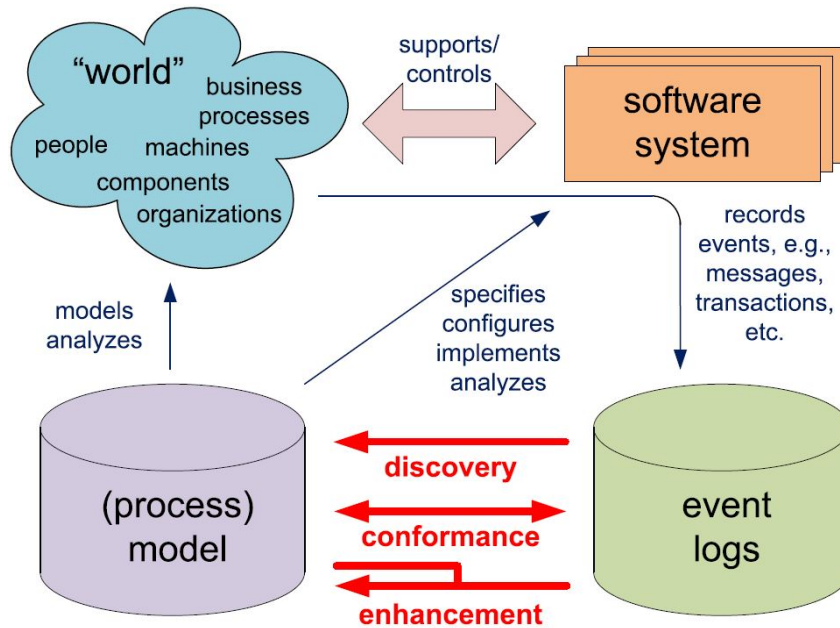 “world”
business
processes
people
machines
components
organizations
supports/
controls
software
system
records
events, e.g.,
messages,
transactions,
etc.
models
analyzes
specifies
configures
implements
analyzes
(process)
model
discovery
conformance
enhancement
event
logs